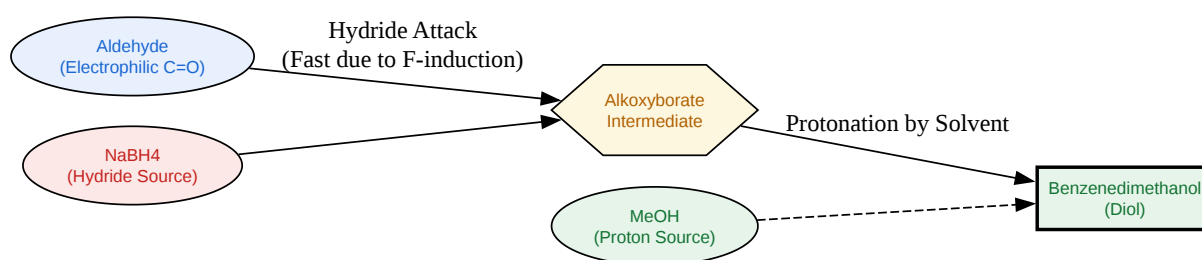 Aldehyde
(Electrophilic C=O)
Hydride Attack
(Fast due to F-induction)
NaBH4
(Hydride Source)
Alkoxyborate
Intermediate
Protonation by Solvent
MeOH
(Proton Source)
Benzenedimethanol
(Diol)